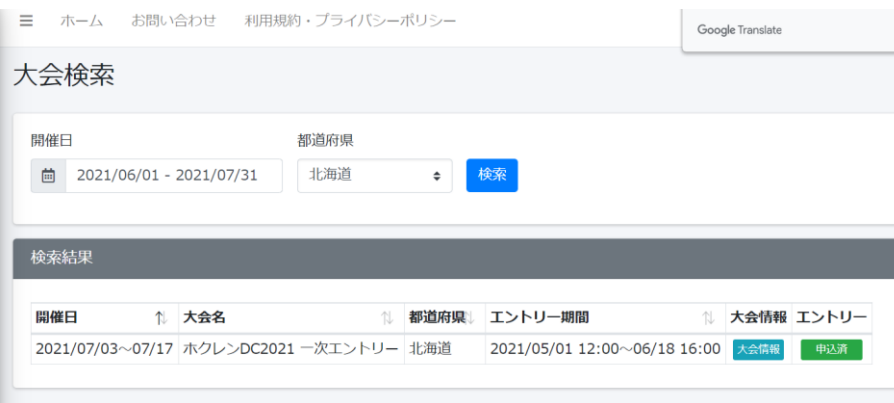 ホーム お問い合わせ 利用規約・プライバシーポリシー
Google Translate
大会検索
開催日 都道府県
2021/06/01 - 2021/07/31 北海道 検索
検索結果
開催日 大会名 都道府県 エントリー期間 大会情報 エントリー
2021/07/03～07/17 ホクレンDC2021 一次エントリー 北海道 2021/05/01 12:00～06/18 16:00 大会情報 申込済